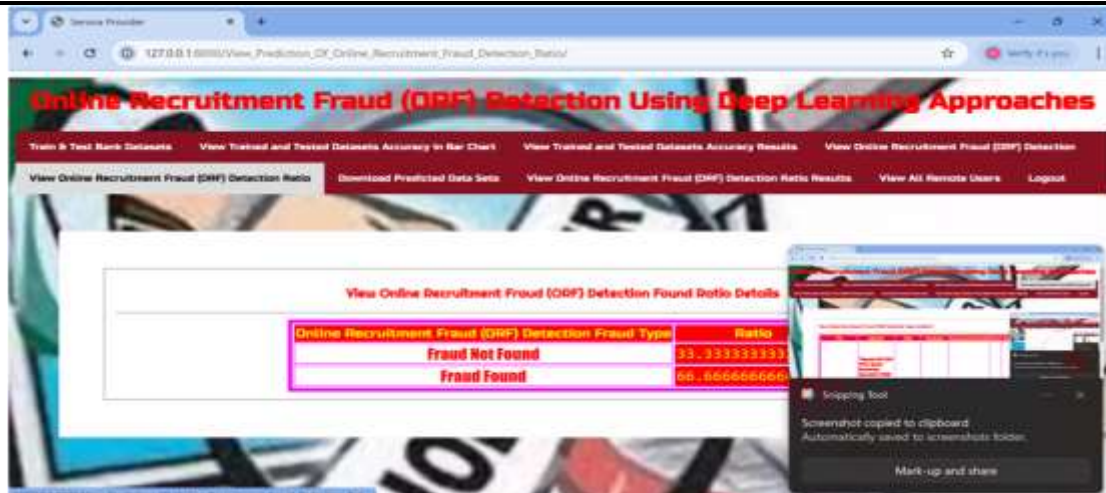 Service Provider
127.0.0.1:8000/View_Prediction_Of_Online_Recruitment_Fraud_Detection_Ratio/
Verify it's you
Online Recruitment Fraud (ORF) Detection Using Deep Learning Approaches
Train & Test Bank Datasets View Trained and Tested Datasets Accuracy in Bar Chart View Trained and Tested Datasets Accuracy Results View Online Recruitment Fraud (ORF) Detection
View Online Recruitment Fraud (ORF) Detection Ratio Download Predicted Data Sets View Online Recruitment Fraud (ORF) Detection Ratio Results View All Remote Users Logout
View Online Recruitment Fraud (ORF) Detection Found Ratio Details
Online Recruitment Fraud (ORF) Detection Fraud Type Ratio
Fraud Not Found 33.3333333333
Fraud Found 66.6666666666
Snipping Tool
Screenshot copied to clipboard
Automatically saved to screenshots folder.
Mark-up and share